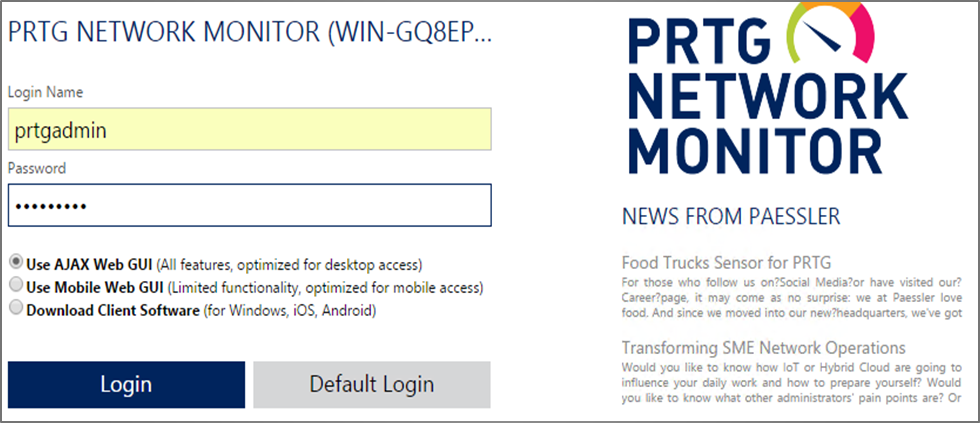 PRTG NETWORK MONITOR (WIN-GQ8EP...
Login Name
prtgadmin
Password
•••••••••
Use AJAX Web GUI (All features, optimized for desktop access)
Use Mobile Web GUI (Limited functionality, optimized for mobile access)
Download Client Software (for Windows, iOS, Android)
Login
Default Login
PRTG
NETWORK
MONITOR
NEWS FROM PAESSLER
Food Trucks Sensor for PRTG
For those who follow us on?Social Media?or have visited our?
Career?page, it may come as no surprise: we at Paessler love
food. And since we moved into our new?headquarters, we've got
Transforming SME Network Operations
Would you like to know how IoT or Hybrid Cloud are going to
influence your daily work and how to prepare yourself? Would
you like to know what other administrators' pain points are? Or